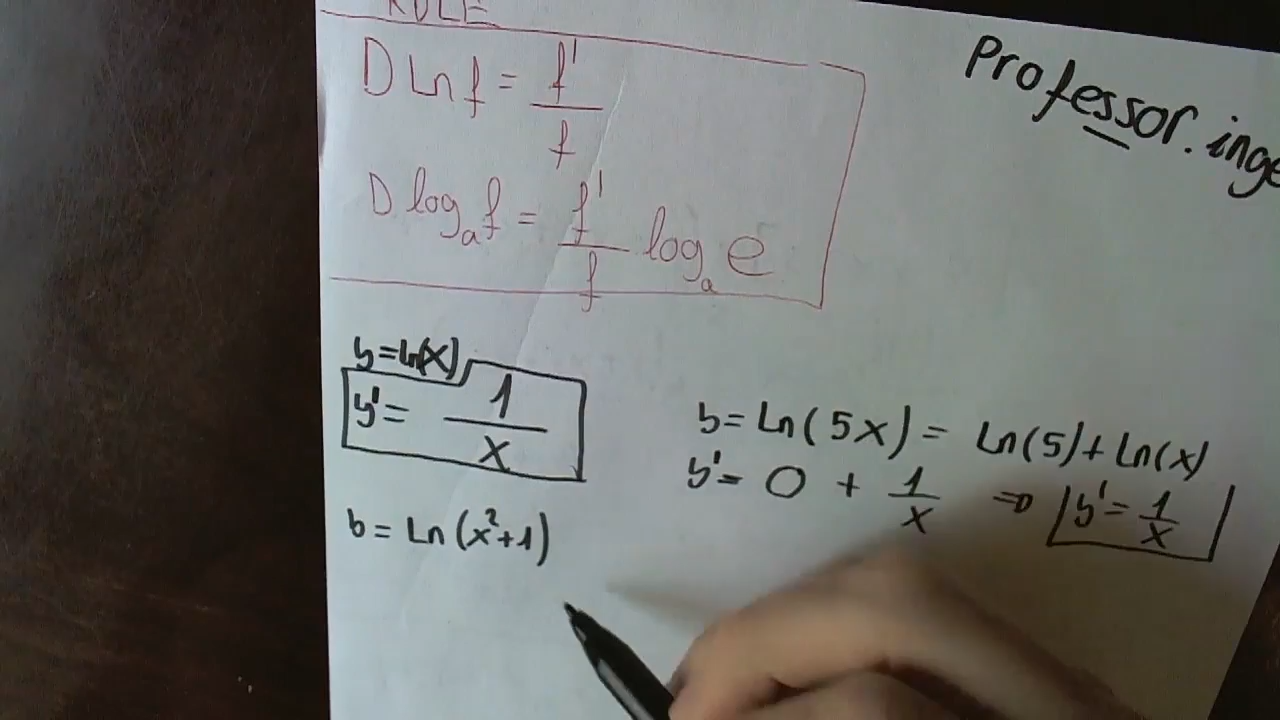 RULE
D ln f = f'/f
D log_a f = f'/f log_a e
Professor.inge
y=ln(x)
y' = 1/x
y = ln(x²+1)
y = ln(5x) = ln(5)+ln(x)
y' = 0 + 1/x ⇒ y' = 1/x